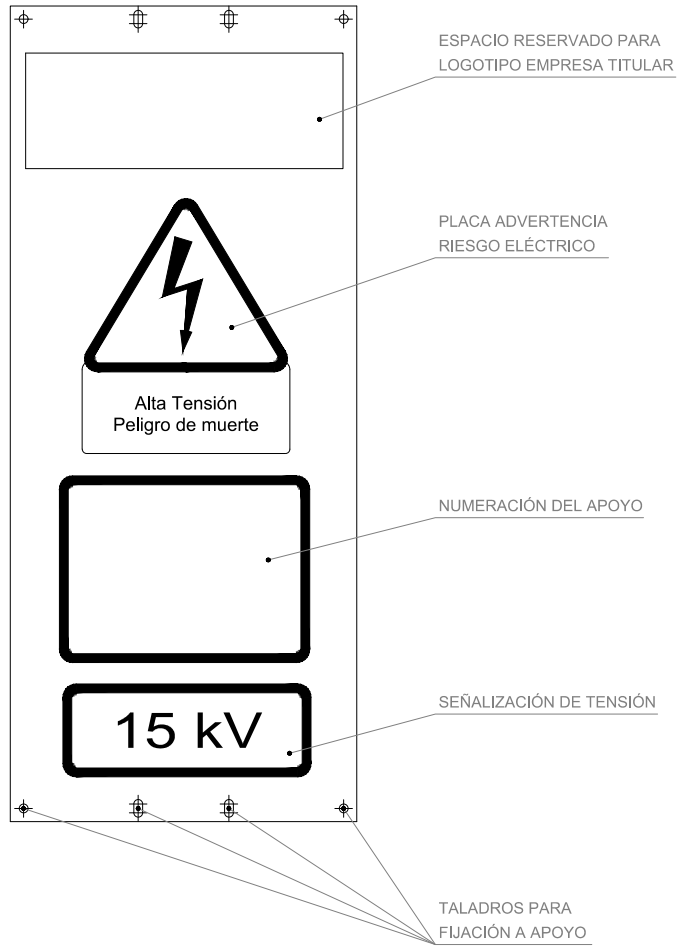 ESPACIO RESERVADO PARA
LOGOTIPO EMPRESA TITULAR
PLACA ADVERTENCIA
RIESGO ELÉCTRICO
Alta Tensión
Peligro de muerte
NUMERACIÓN DEL APOYO
SEÑALIZACIÓN DE TENSIÓN
15 kV
TALADROS PARA
FIJACIÓN A APOYO